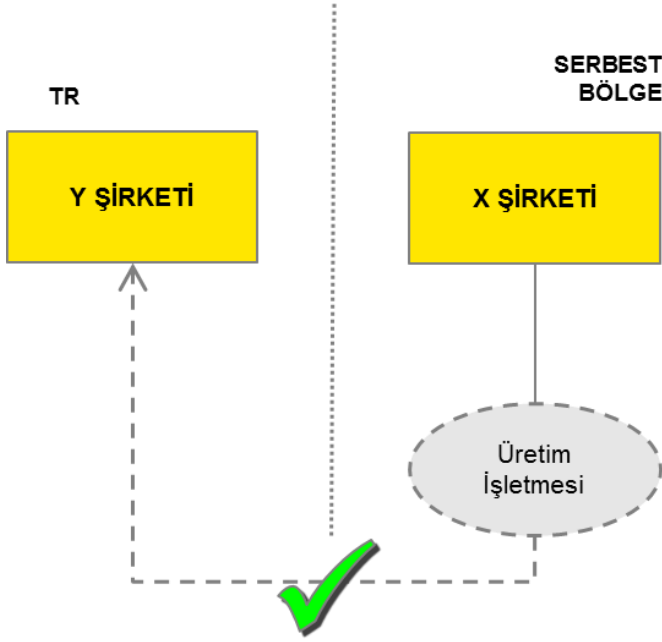 TR
SERBEST
BÖLGE
Y ŞİRKETİ
X ŞİRKETİ
Üretim
İşletmesi